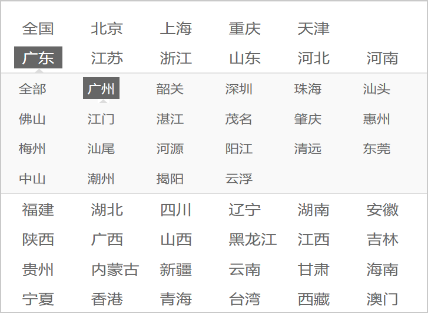 全国 北京 上海 重庆 天津
广东 江苏 浙江 山东 河北 河南
全部 广州 韶关 深圳 珠海 汕头
佛山 江门 湛江 茂名 肇庆 惠州
梅州 汕尾 河源 阳江 清远 东莞
中山 潮州 揭阳 云浮
福建 湖北 四川 辽宁 湖南 安徽
陕西 广西 山西 黑龙江 江西 吉林
贵州 内蒙古 新疆 云南 甘肃 海南
宁夏 香港 青海 台湾 西藏 澳门